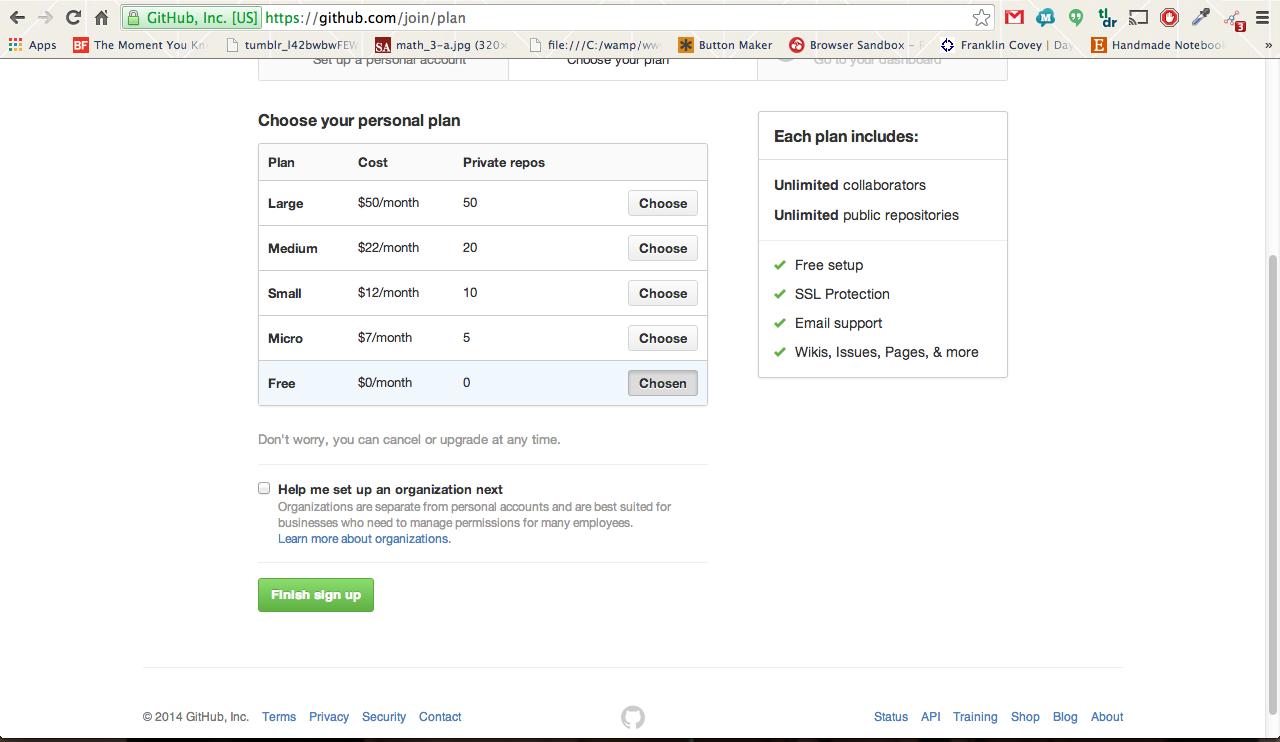 GitHub, Inc. [US] https://github.com/join/plan
Apps BF The Moment You Kn tumblr_l42bwbwFEW SA math_3-a.jpg (320× file:///C:/wamp/ww Button Maker Browser Sandbox – Franklin Covey | Day E Handmade Notebook »
tl;dr
3
Set up a personal account Choose your plan Go to your dashboard
Choose your personal plan
Plan Cost Private repos
Large $50/month 50 Choose
Medium $22/month 20 Choose
Small $12/month 10 Choose
Micro $7/month 5 Choose
Free $0/month 0 Chosen
Don't worry, you can cancel or upgrade at any time.
Help me set up an organization next
Organizations are separate from personal accounts and are best suited for
businesses who need to manage permissions for many employees.
Learn more about organizations.
Finish sign up
Each plan includes:
Unlimited collaborators
Unlimited public repositories
Free setup
SSL Protection
Email support
Wikis, Issues, Pages, & more
© 2014 GitHub, Inc. Terms Privacy Security Contact
Status API Training Shop Blog About